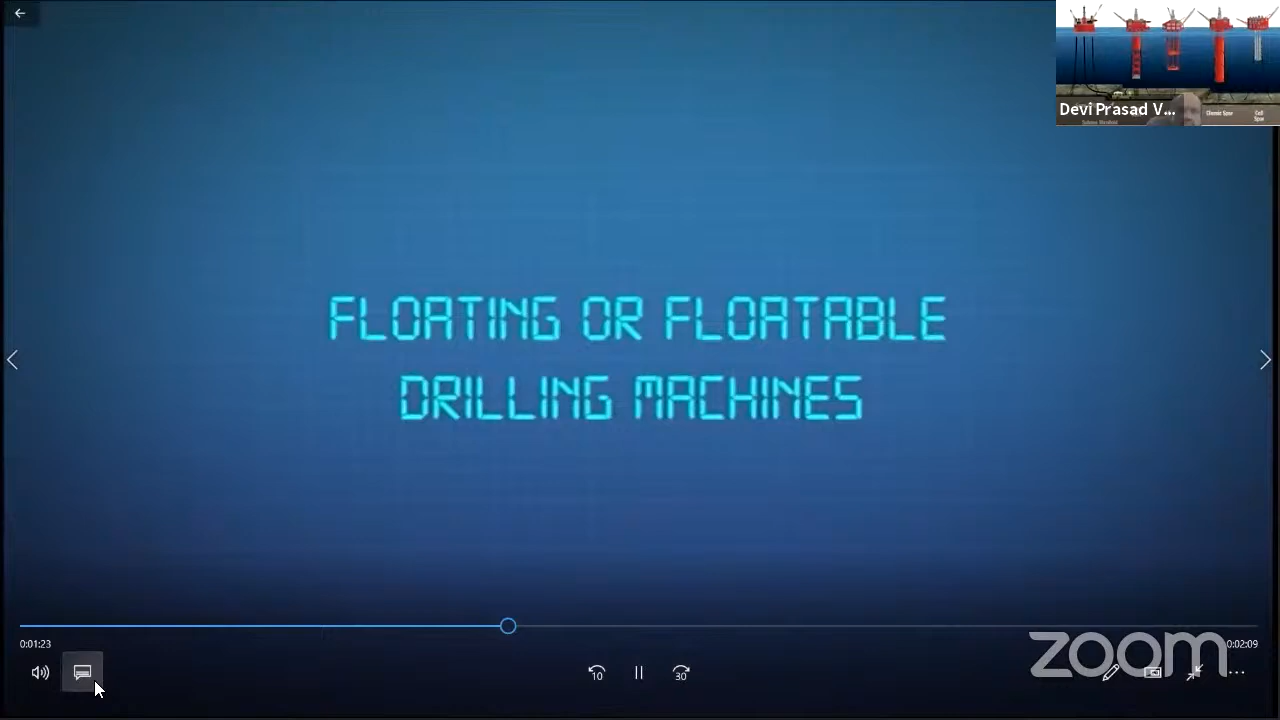 Devi Prasad V...
FLOATING OR FLOATABLE
DRILLING MACHINES
0:01:23
0:02:09
10
30
zoom